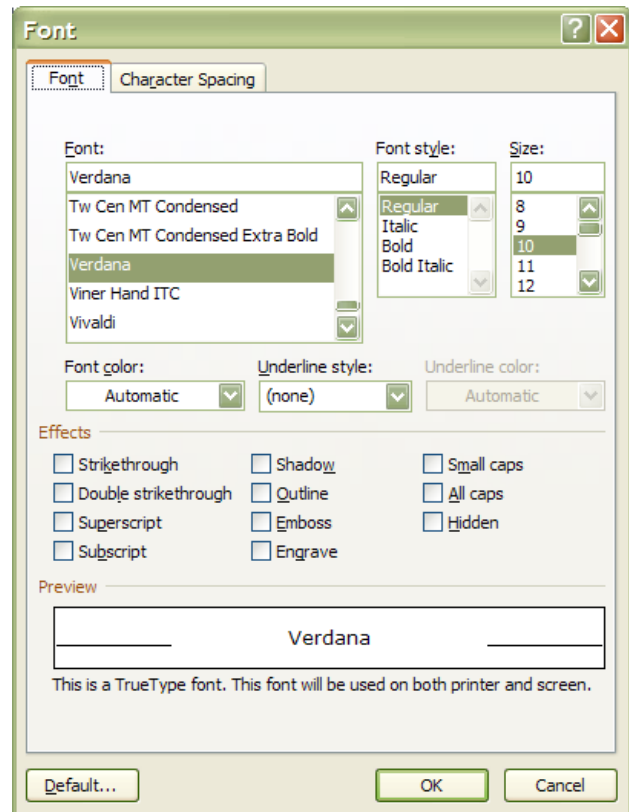 Font
?
Font Character Spacing
Font: Font style: Size:
Verdana Regular 10
Tw Cen MT Condensed Regular 8
Tw Cen MT Condensed Extra Bold Italic 9
Verdana Bold 10
Viner Hand ITC Bold Italic 11
Vivaldi 12
Font color: Underline style: Underline color:
Automatic (none) Automatic
Effects
Strikethrough Shadow Small caps
Double strikethrough Outline All caps
Superscript Emboss Hidden
Subscript Engrave
Preview
Verdana
This is a TrueType font. This font will be used on both printer and screen.
Default... OK Cancel